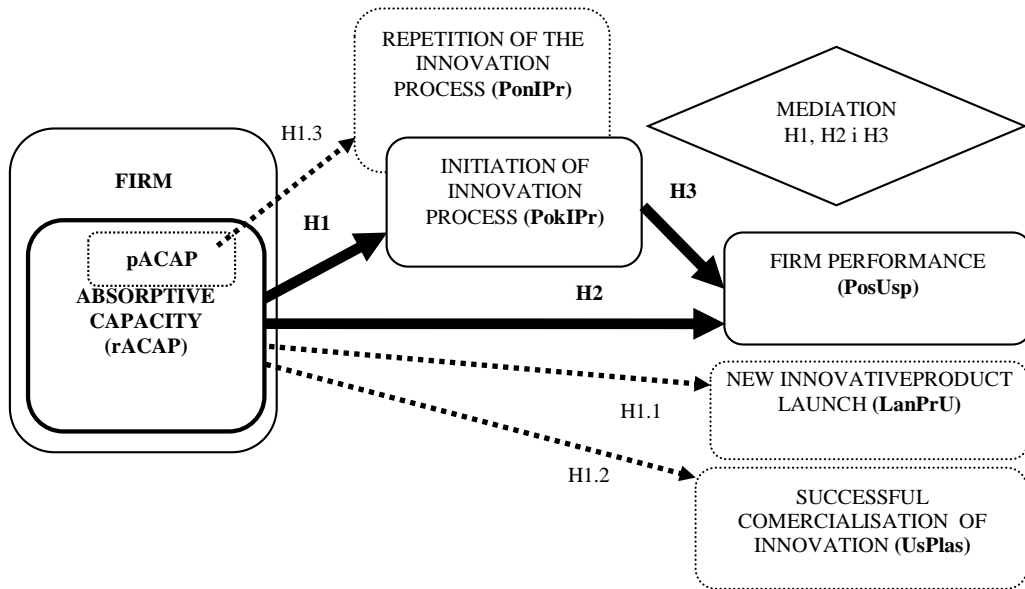 REPETITION OF THE
INNOVATION
PROCESS (PonIPr)
MEDIATION
H1, H2 i H3
H1.3
FIRM
INITIATION OF
INNOVATION
PROCESS (PokIPr)
H3
H1
pACAP
ABSORPTIVE
CAPACITY
(rACAP)
H2
FIRM PERFORMANCE
(PosUsp)
NEW INNOVATIVEPRODUCT
LAUNCH (LanPrU)
H1.1
H1.2
SUCCESSFUL
COMERCIALISATION OF
INNOVATION (UsPlas)